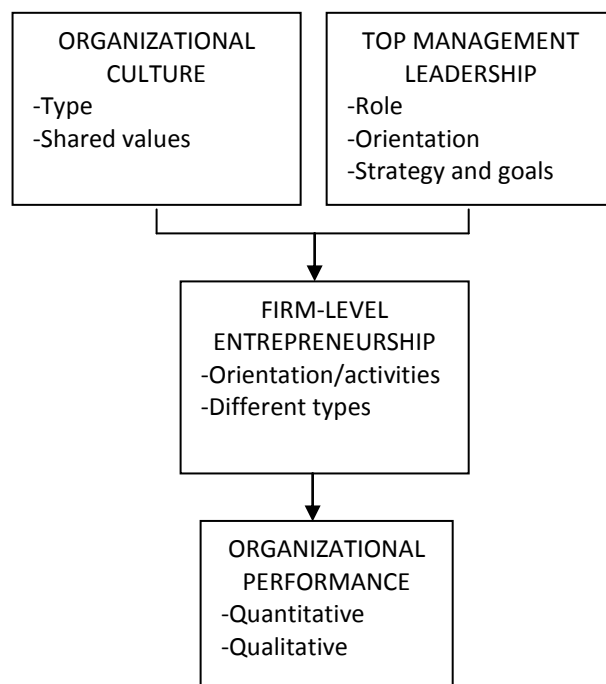 ORGANIZATIONAL
CULTURE
-Type
-Shared values
TOP MANAGEMENT
LEADERSHIP
-Role
-Orientation
-Strategy and goals
FIRM-LEVEL
ENTREPRENEURSHIP
-Orientation/activities
-Different types
ORGANIZATIONAL
PERFORMANCE
-Quantitative
-Qualitative